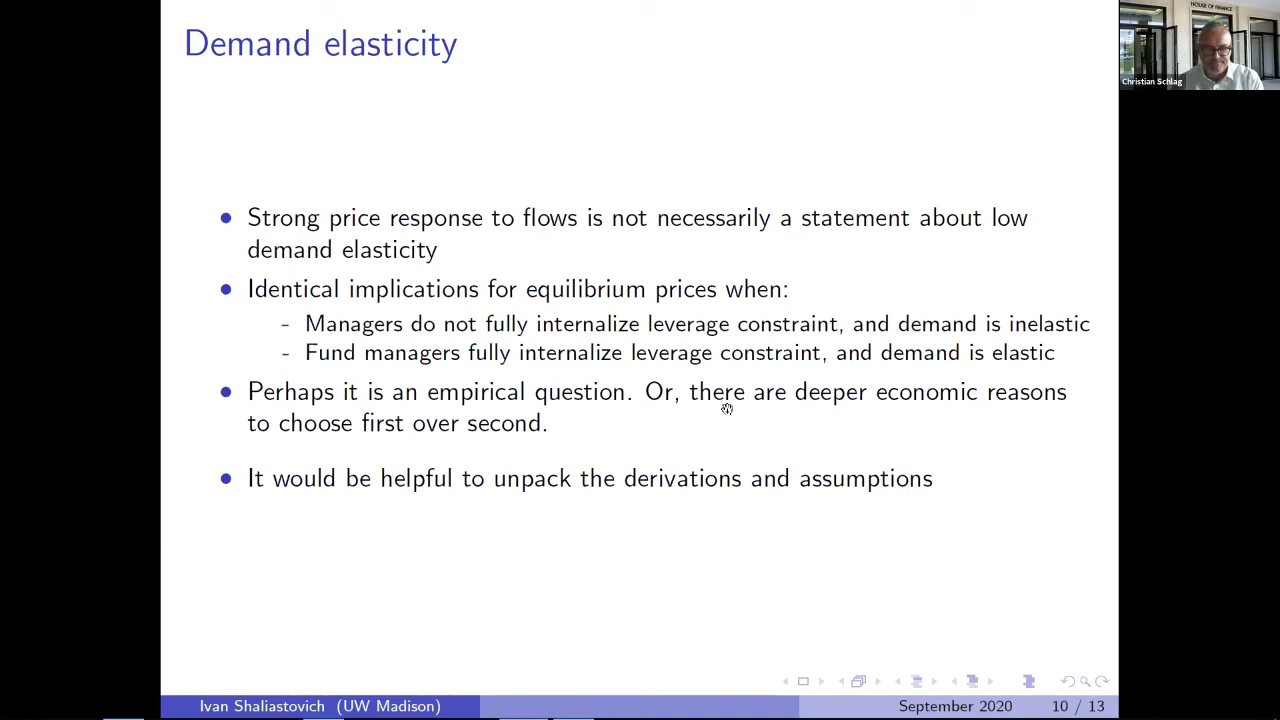 Demand elasticity
HOUSE OF FINANCE
Christian Schlag
• Strong price response to flows is not necessarily a statement about low
demand elasticity
• Identical implications for equilibrium prices when:
- Managers do not fully internalize leverage constraint, and demand is inelastic
- Fund managers fully internalize leverage constraint, and demand is elastic
• Perhaps it is an empirical question. Or, there are deeper economic reasons
to choose first over second.
• It would be helpful to unpack the derivations and assumptions
Ivan Shaliastovich (UW Madison) September 2020 10 / 13